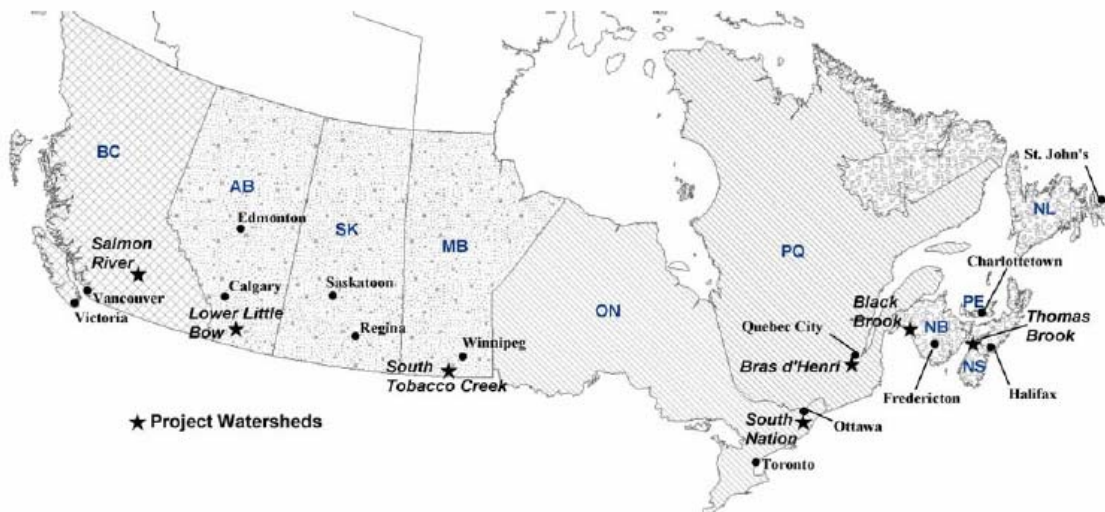 BC
AB
Edmonton
SK
MB
Salmon
River
Calgary
Saskatoon
Vancouver
Victoria
Lower Little
Bow
Regina
Winnipeg
South
Tobacco Creek
ON
PQ
St. John's
NL
Charlottetown
PE
Black
Brook
NB
Thomas
Brook
Quebec City
Bras d'Henri
NS
Fredericton
Halifax
South
Nation
Ottawa
Toronto
Project Watersheds